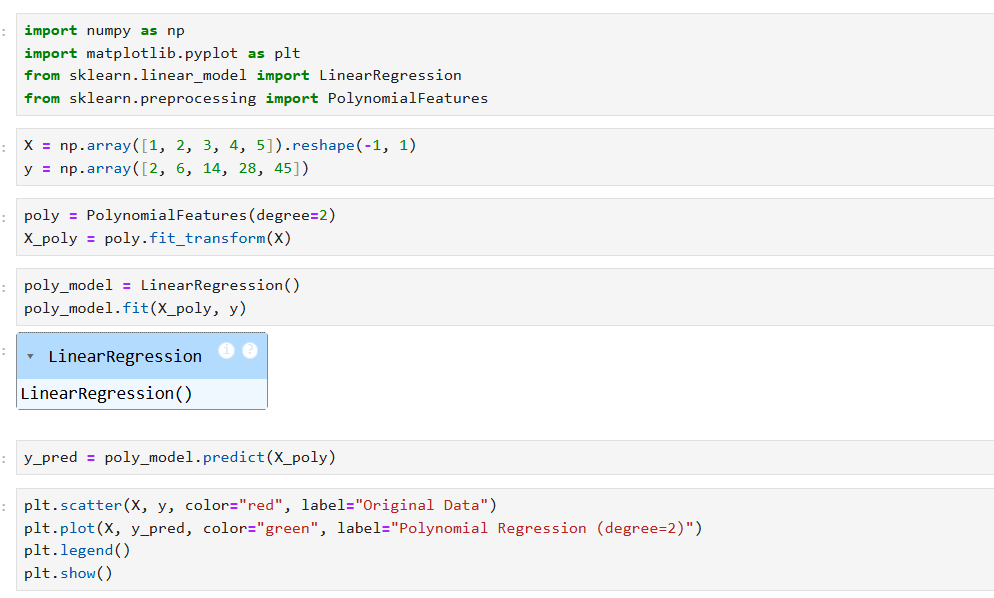 import numpy as np
import matplotlib.pyplot as plt
from sklearn.linear_model import LinearRegression
from sklearn.preprocessing import PolynomialFeatures
X = np.array([1, 2, 3, 4, 5]).reshape(-1, 1)
y = np.array([2, 6, 14, 28, 45])
poly = PolynomialFeatures(degree=2)
X_poly = poly.fit_transform(X)
poly_model = LinearRegression()
poly_model.fit(X_poly, y)
▾ LinearRegression i ?
LinearRegression()
y_pred = poly_model.predict(X_poly)
plt.scatter(X, y, color="red", label="Original Data")
plt.plot(X, y_pred, color="green", label="Polynomial Regression (degree=2)")
plt.legend()
plt.show()